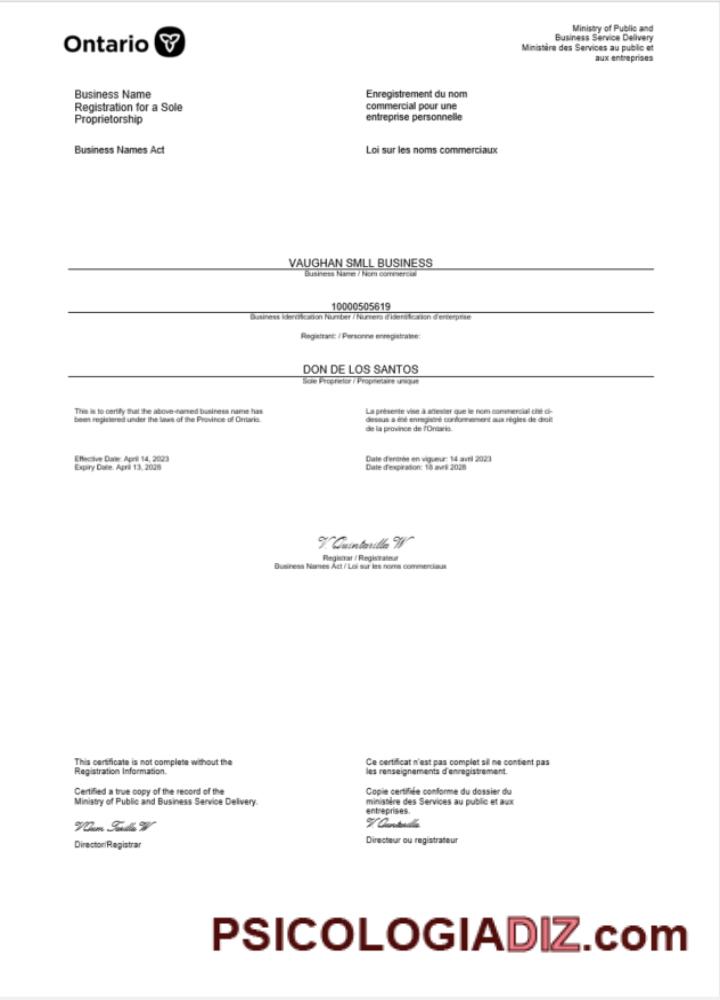 Ontario
Ministry of Public and
Business Service Delivery
Ministère des Services au public et
aux entreprises
Business Name
Registration for a Sole
Proprietorship
Enregistrement du nom
commercial pour une
entreprise personnelle
Business Names Act
Loi sur les noms commerciaux
VAUGHAN SMLL BUSINESS
Business Name / Nom commercial
10000505619
Business Identification Number / Numero d'identification d'enterprise
Registrant: / Personne enregistratee:
DON DE LOS SANTOS
Sole Proprietor / Proprietaire unique
This is to certify that the above-named business name has
been registered under the laws of the Province of Ontario.
La présente vise à attester que le nom commercial cité ci-
dessus a été enregistré conformement aux règles de droit
de la province de l'Ontario.
Effective Date: April 14, 2023
Expiry Date. April 13, 2028
Date d'entrée en vigueur: 14 avril 2023
Date d'expiration: 18 avril 2028
Registrar / Registrateur
Business Names Act / Loi sur les noms commerciaux
This certificate is not complete without the
Registration Information.
Ce certificat n'est pas complet sil ne contient pas
les renseignements d'enregistrement.
Certified a true copy of the record of the
Ministry of Public and Business Service Delivery.
Copie certifiée conforme du dossier du
ministère des Services au public et aux
entreprises.
Director/Registrar
Directeur ou registrateur
PSICOLOGIADIZ.com